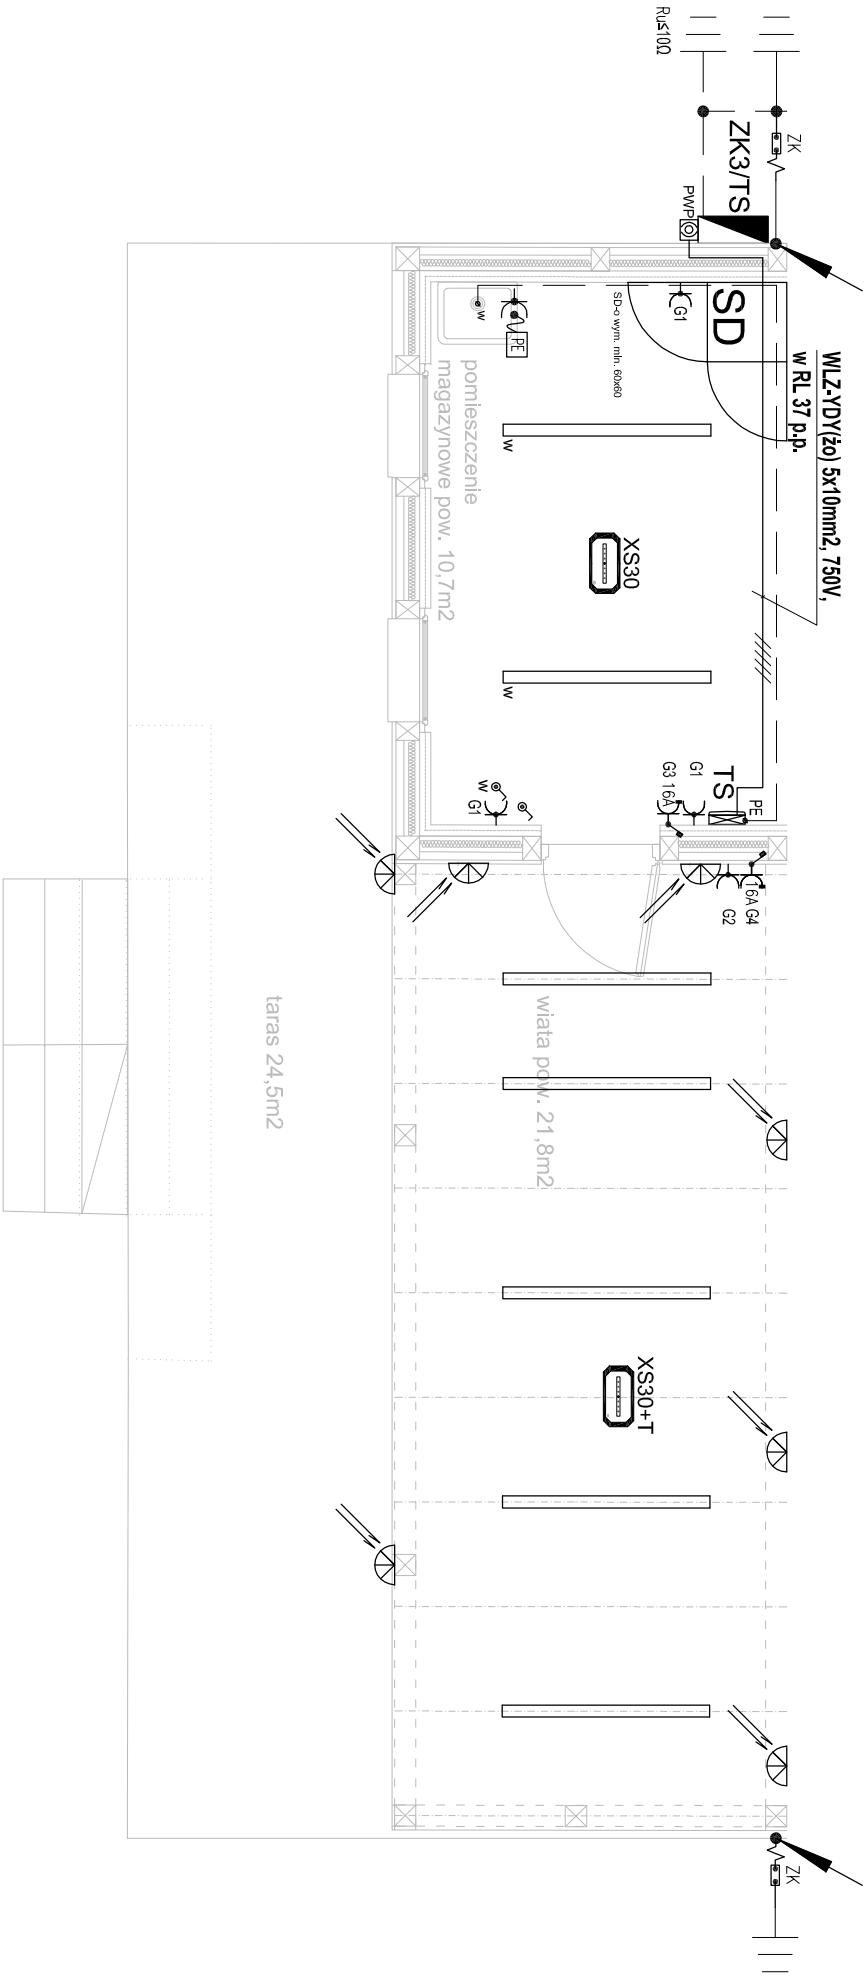 Ru≤10Ω
ZK
ZK3/TS
PWP
WLZ-YDY(żo) 5x10mm2, 750V,
w RL 37 p.p.
SD
G1
SD-o wym. min. 60x60
w
PE
pomieszczenie
magazynowe pow. 10,7m2
w
XS30
w
TS
PE
G1
G3 16A
w
G1
16A G4
G2
wiata pow. 21,8m2
taras 24,5m2
XS30+T
ZK